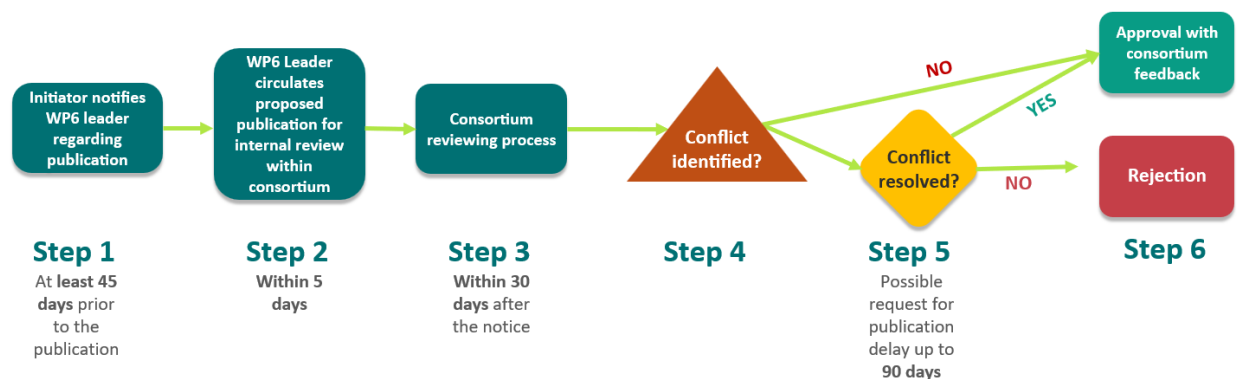 Initiator notifies
WP6 leader
regarding
publication
WP6 Leader
circulates
proposed
publication for
internal review
within
consortium
Consortium
reviewing process
Conflict
identified?
NO
Conflict
resolved?
YES
NO
Approval with
consortium
feedback
Rejection
Step 1
At least 45
days prior
to the
publication
Step 2
Within 5
days
Step 3
Within 30
days after
the notice
Step 4
Step 5
Possible
request for
publication
delay up to
90 days
Step 6